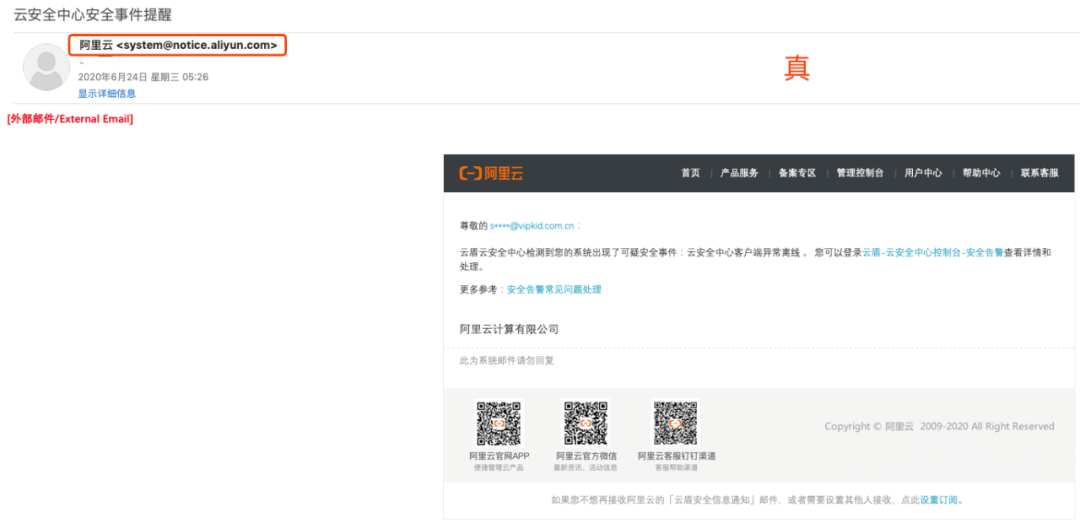 云安全中心安全事件提醒
阿里云 <system@notice.aliyun.com>
2020年6月24日 星期三 05:26
显示详细信息
真
[外部邮件/External Email]
阿里云
首页 | 产品服务 | 备案专区 | 管理控制台 | 用户中心 | 帮助中心 | 联系客服
尊敬的 s****@vipkid.com.cn：
云盾云安全中心检测到您的系统出现了可疑安全事件：云安全中心客户端异常离线 。 您可以登录云盾-云安全中心控制台-安全告警查看详情和
处理。
更多参考：安全告警常见问题处理
阿里云计算有限公司
此为系统邮件请勿回复
阿里云官网APP
便捷管理云产品
阿里云官方微信
最新资讯、活动信息
阿里云客服钉钉渠道
客服帮助渠道
Copyright © 阿里云 2009-2020 All Right Reserved
如果您不想再接收阿里云的「云盾安全信息通知」邮件，或者需要设置其他人接收，点此设置订阅。